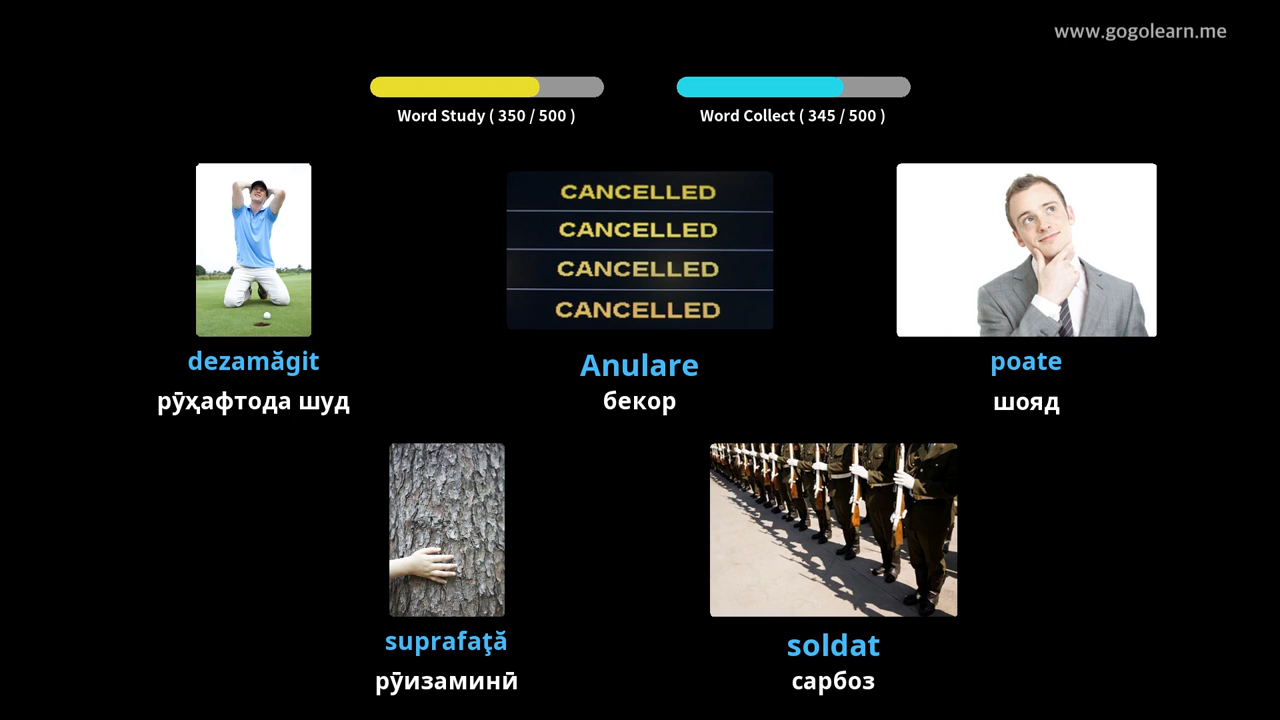 www.gogolearn.me
Word Study ( 350 / 500 )
Word Collect ( 345 / 500 )
CANCELLED
CANCELLED
CANCELLED
CANCELLED
dezamăgit
Anulare
poate
рӯҳафтода шуд
бекор
шояд
suprafaţă
soldat
рӯизаминӣ
сарбоз